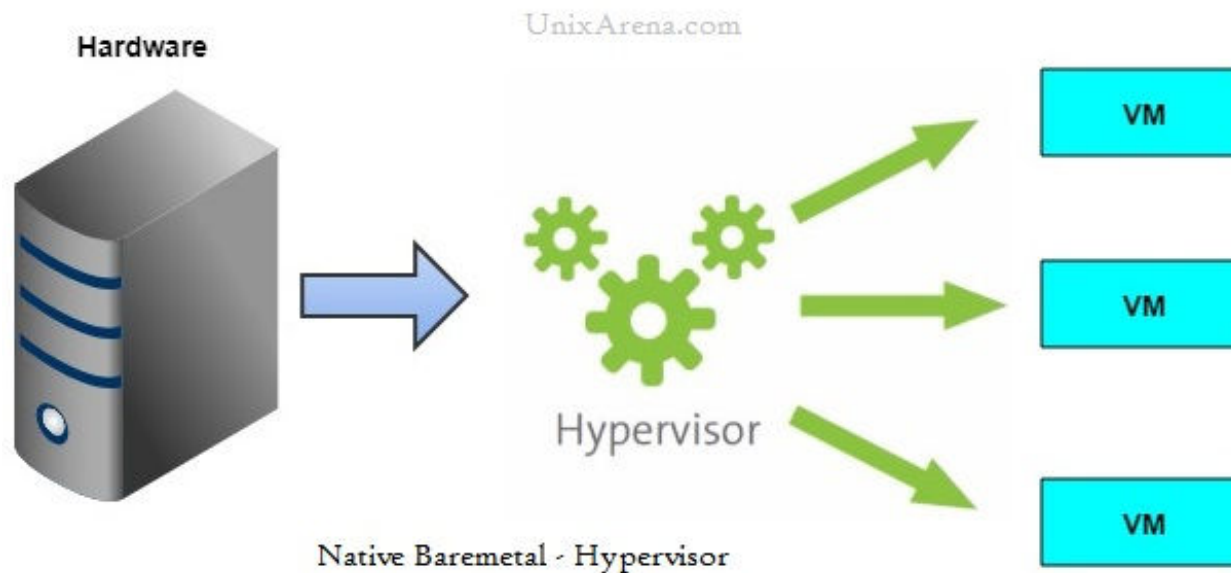 UnixArena.com
Hardware
VM
VM
Hypervisor
VM
Native Baremetal - Hypervisor